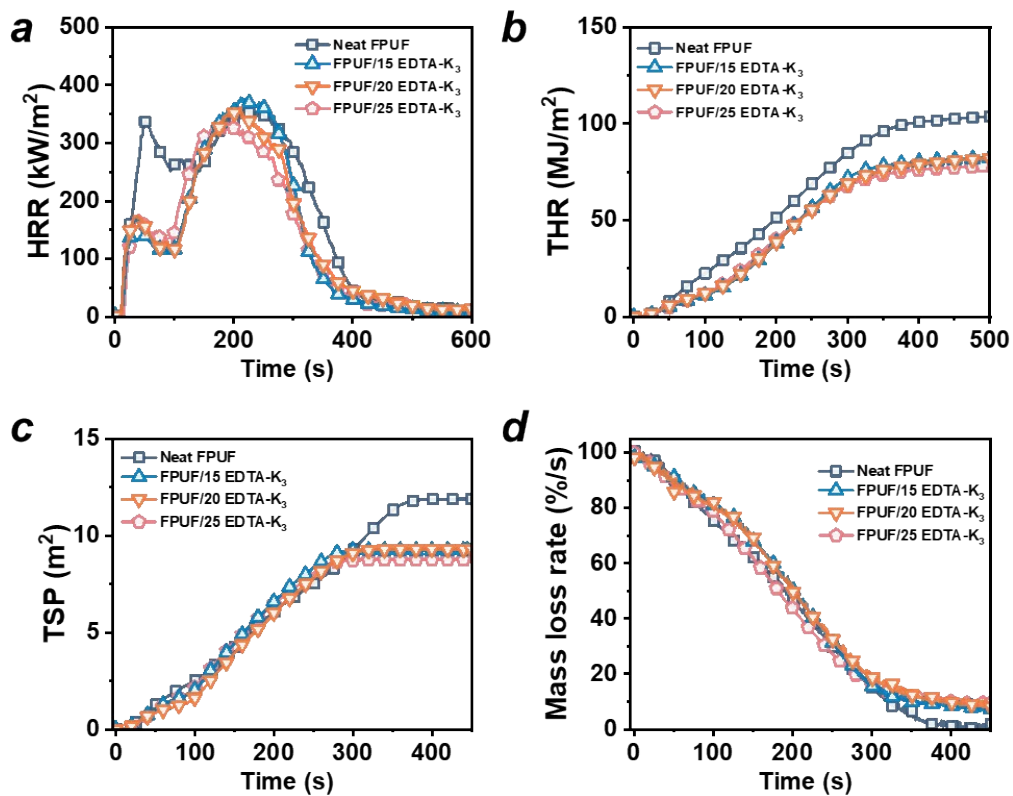 a
HRR (kW/m²)
500
400
300
200
100
0
Neat FPUF
FPUF/15 EDTA-K₃
FPUF/20 EDTA-K₃
FPUF/25 EDTA-K₃
0 200 400 600
Time (s)
b
THR (MJ/m²)
150
100
50
0
Neat FPUF
FPUF/15 EDTA-K₃
FPUF/20 EDTA-K₃
FPUF/25 EDTA-K₃
0 100 200 300 400 500
Time (s)
c
TSP (m²)
15
10
5
0
Neat FPUF
FPUF/15 EDTA-K₃
FPUF/20 EDTA-K₃
FPUF/25 EDTA-K₃
0 100 200 300 400
Time (s)
d
Mass loss rate (%/s)
100
80
60
40
20
0
Neat FPUF
FPUF/15 EDTA-K₃
FPUF/20 EDTA-K₃
FPUF/25 EDTA-K₃
0 100 200 300 400
Time (s)